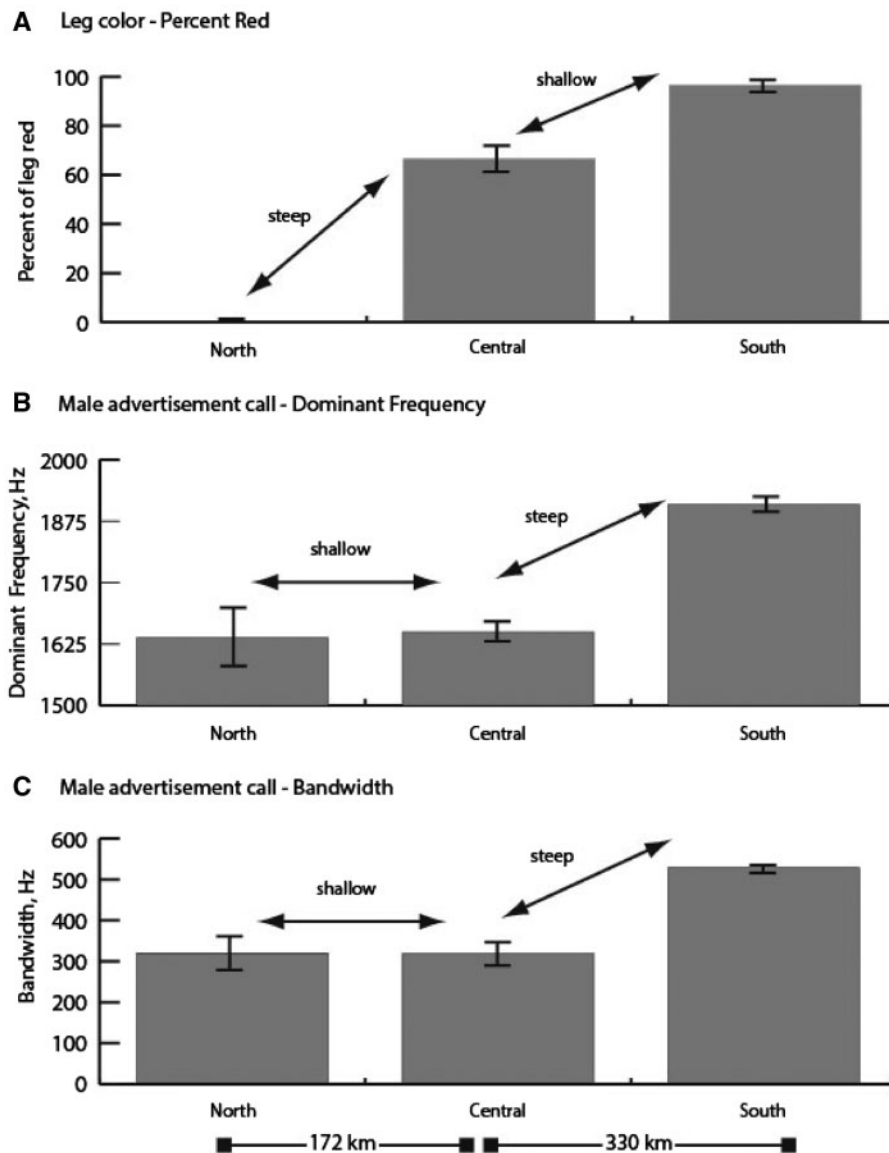 A Leg color - Percent Red
Percent of leg red
100
80
60
40
20
0
steep
shallow
North Central South
B Male advertisement call - Dominant Frequency
Dominant Frequency, Hz
2000
1875
1750
1625
1500
shallow
steep
North Central South
C Male advertisement call - Bandwidth
Bandwidth, Hz
600
500
400
300
200
100
0
shallow
steep
North Central South
172 km 330 km